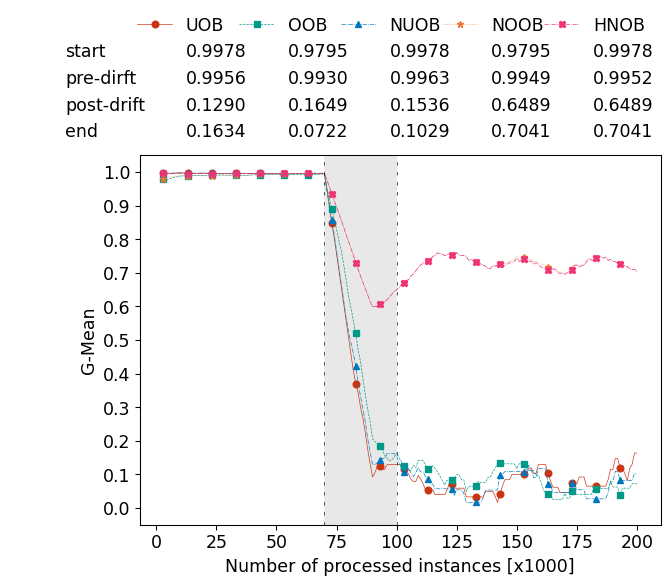 UOB OOB NUOB NOOB HNOB
start 0.9978 0.9795 0.9978 0.9795 0.9978
pre-dirft 0.9956 0.9930 0.9963 0.9949 0.9952
post-drift 0.1290 0.1649 0.1536 0.6489 0.6489
end 0.1634 0.0722 0.1029 0.7041 0.7041
1.0
0.9
0.8
0.7
0.6
0.5
0.4
0.3
0.2
0.1
0.0
G-Mean
0 25 50 75 100 125 150 175 200
Number of processed instances [x1000]